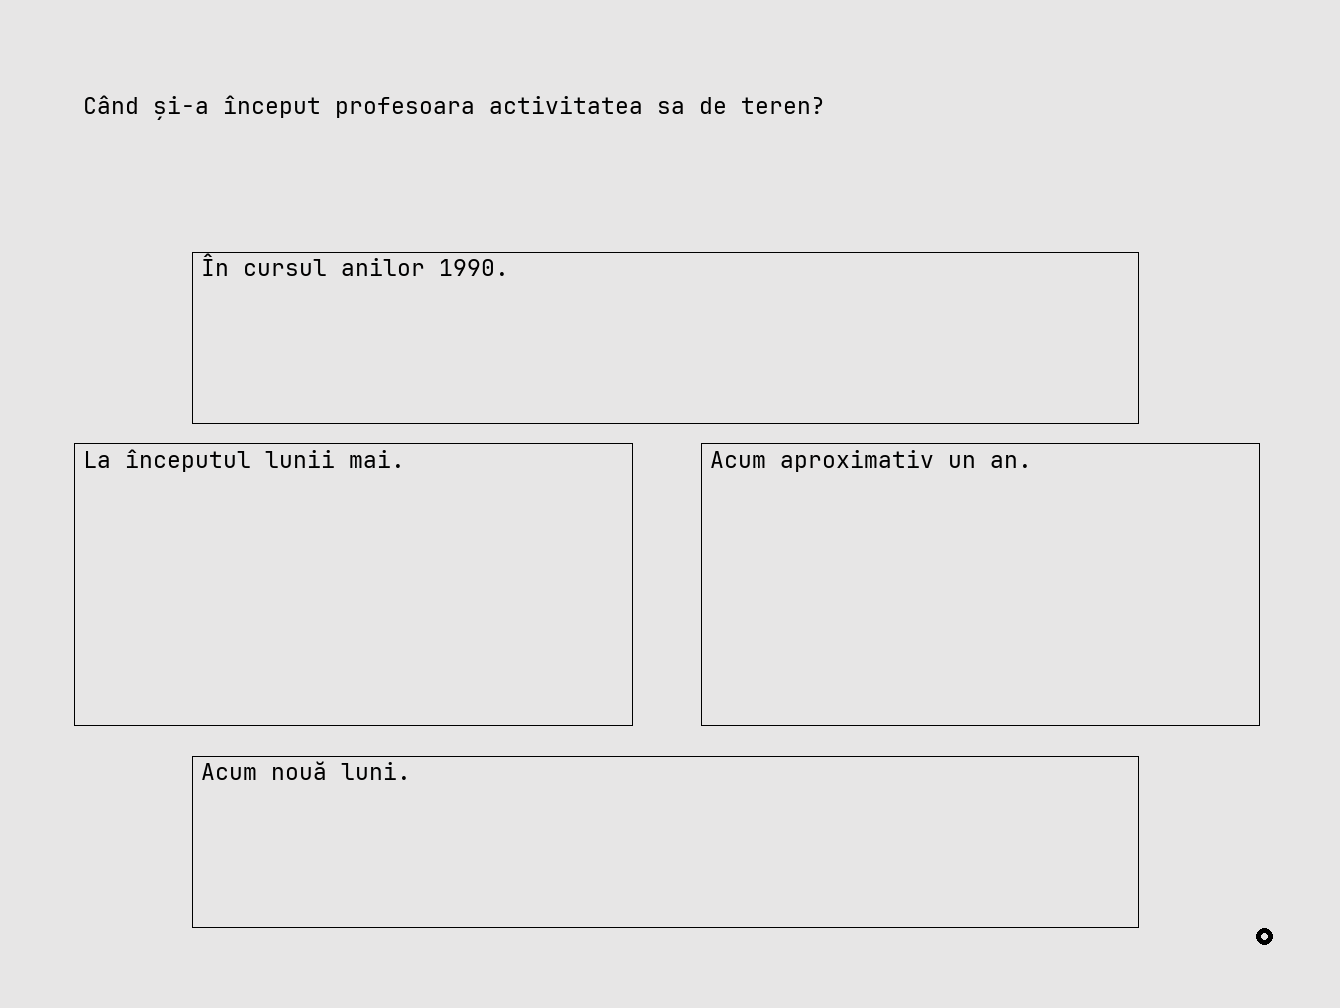 Când și-a început profesoara activitatea sa de teren?
În cursul anilor 1990.
La începutul lunii mai.
Acum aproximativ un an.
Acum nouă luni.